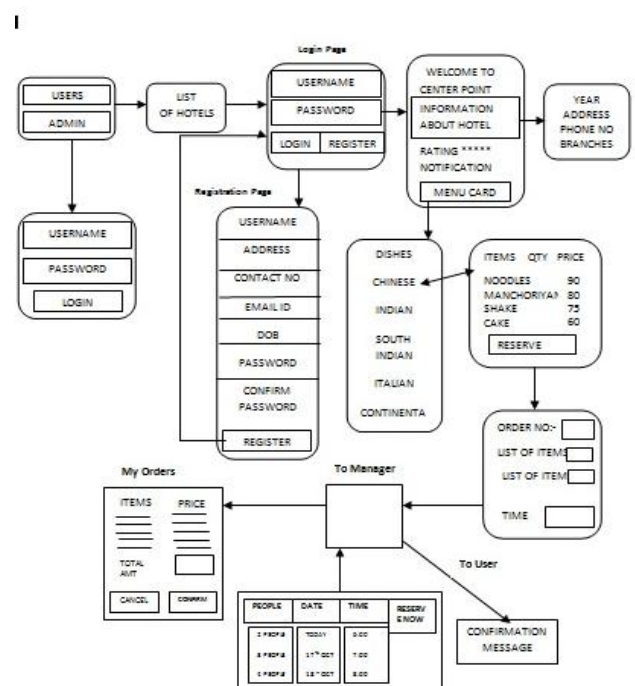 Login Page
USERS
ADMIN
LIST
OF HOTELS
USERNAME
PASSWORD
LOGIN REGISTER
WELCOME TO
CENTER POINT
INFORMATION
ABOUT HOTEL
RATING *****
NOTIFICATION
MENU CARD
YEAR
ADDRESS
PHONE NO
BRANCHES
USERNAME
PASSWORD
LOGIN
Registration Page
USERNAME
ADDRESS
CONTACT NO
EMAIL ID
DOB
PASSWORD
CONFIRM
PASSWORD
REGISTER
DISHES
CHINESE
INDIAN
SOUTH
INDIAN
ITALIAN
CONTINENTA
ITEMS QTY PRICE
NOODLES 90
MANCHORIYAN 80
SHAKE 75
CAKE 60
RESERVE
ORDER NO:-
LIST OF ITEMS
LIST OF ITEM
TIME
My Orders
ITEMS PRICE
TOTAL
AMT
CANCEL CONFIRM
To Manager
To User
CONFIRMATION
MESSAGE
PEOPLE DATE TIME RESERV
E NOW
TODAY
17TH OCT 7.00
8.00